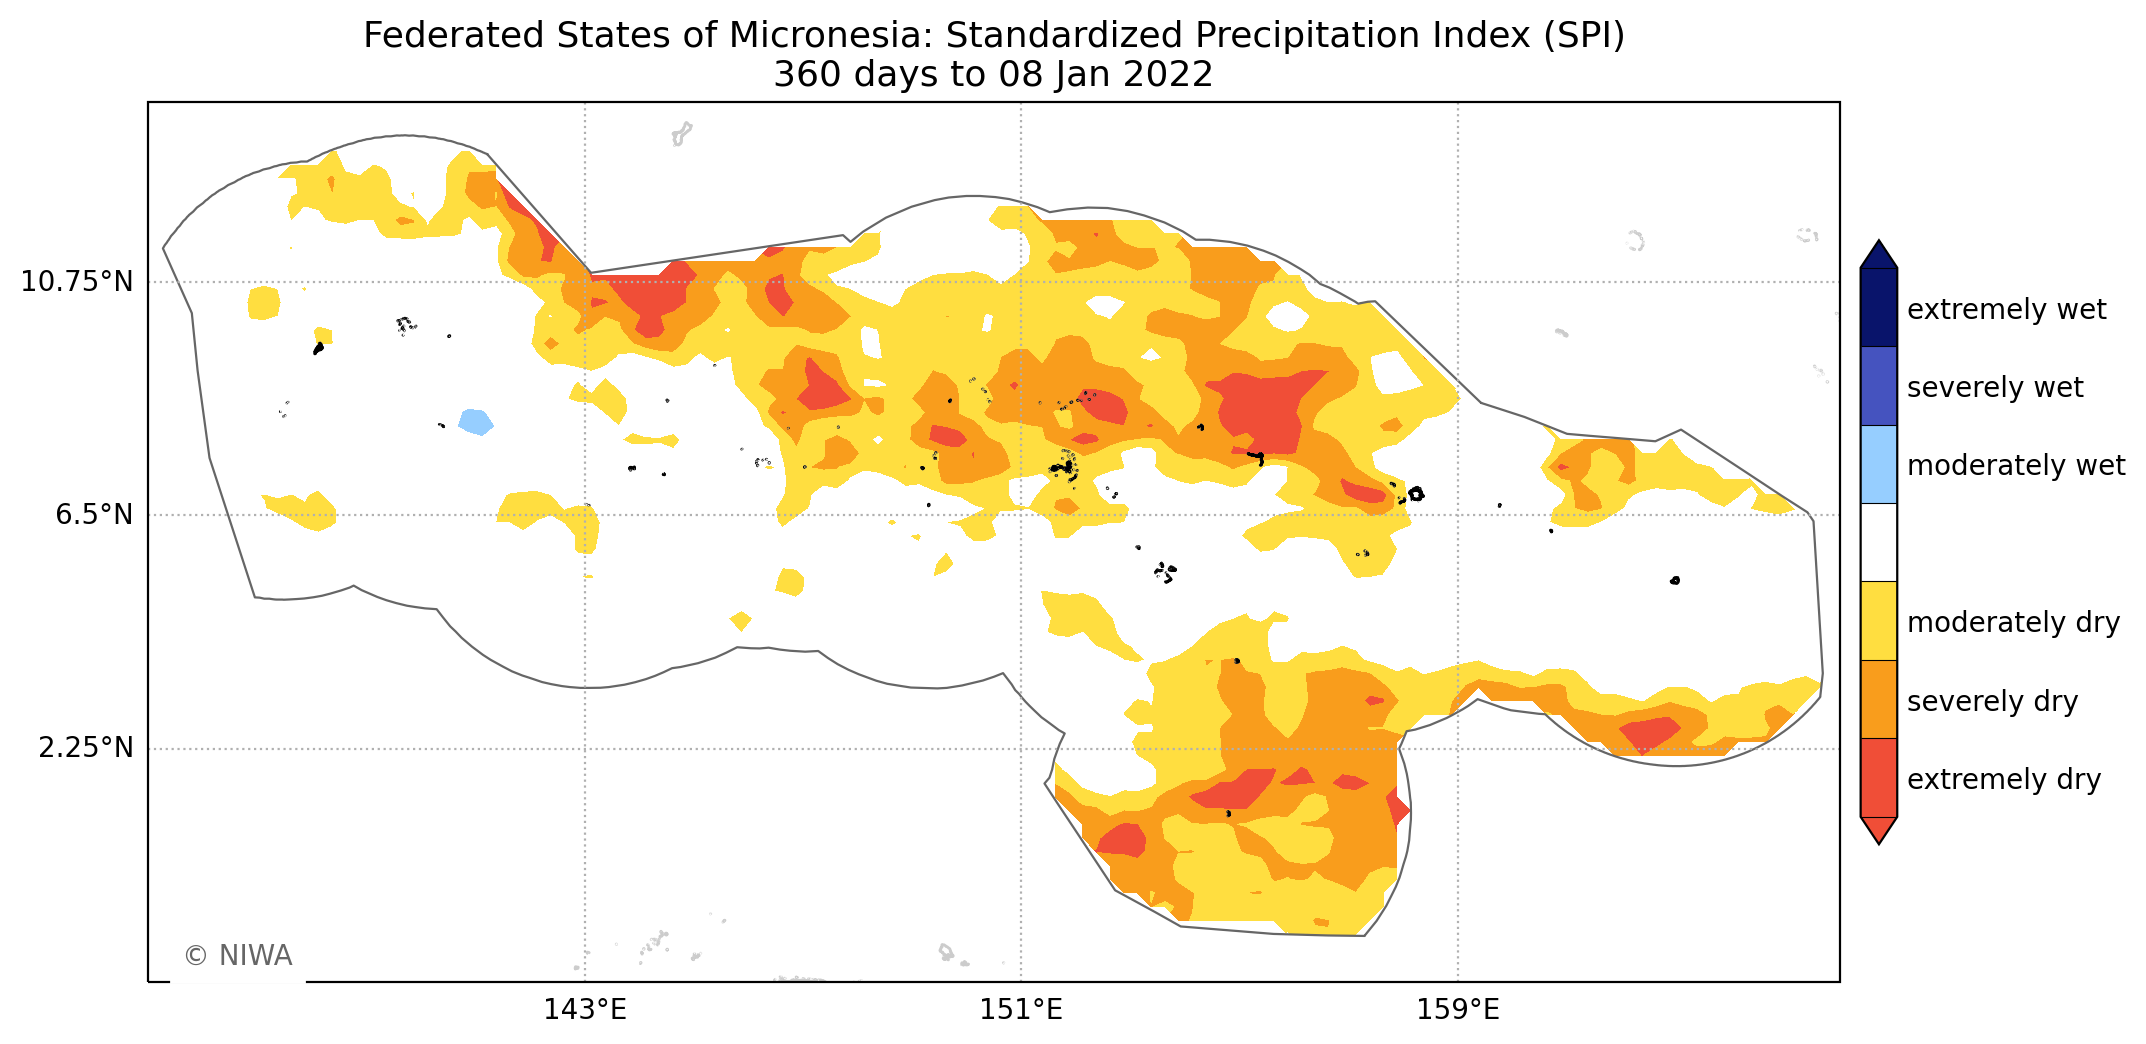 Federated States of Micronesia: Standardized Precipitation Index (SPI)
360 days to 08 Jan 2022
10.75°N
6.5°N
2.25°N
143°E
151°E
159°E
extremely wet
severely wet
moderately wet
moderately dry
severely dry
extremely dry
© NIWA